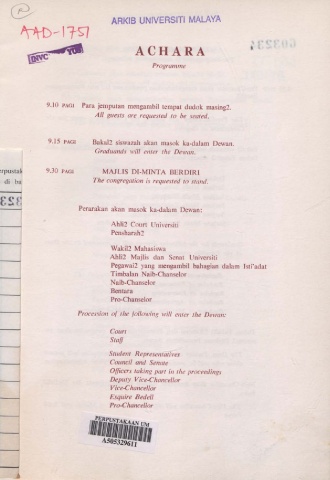 ARKIB UNIVERSITI MALAYA
AAD-1751
ACHARA
Programme
9.10 PAGI Para jemputan mengambil tempat dudok masing2.
All guests are requested to be seated.
9.15 PAGI Bakal2 siswazah akan masok ka-dalam Dewan.
Graduands will enter the Dewan.
9.30 PAGI MAJLIS DI-MINTA BERDIRI
The congregation is requested to stand.
Perarakan akan masok ka-dalam Dewan:
Ahli2 Court Universiti
Pensharah2
Wakil2 Mahasiswa
Ahli2 Majlis dan Senat Universiti
Pegawai2 yang mengambil bahagian dalam Isti'adat
Timbalan Naib-Chanselor
Naib-Chanselor
Bentara
Pro-Chanselor
Procession of the following will enter the Dewan:
Court
Staff
Student Representatives
Council and Senate
Officers taking part in the proceedings
Deputy Vice-Chancellor
Vice-Chancellor
Esquire Bedell
Pro-Chancellor
PERPUSTAKAAN UM
A505329611